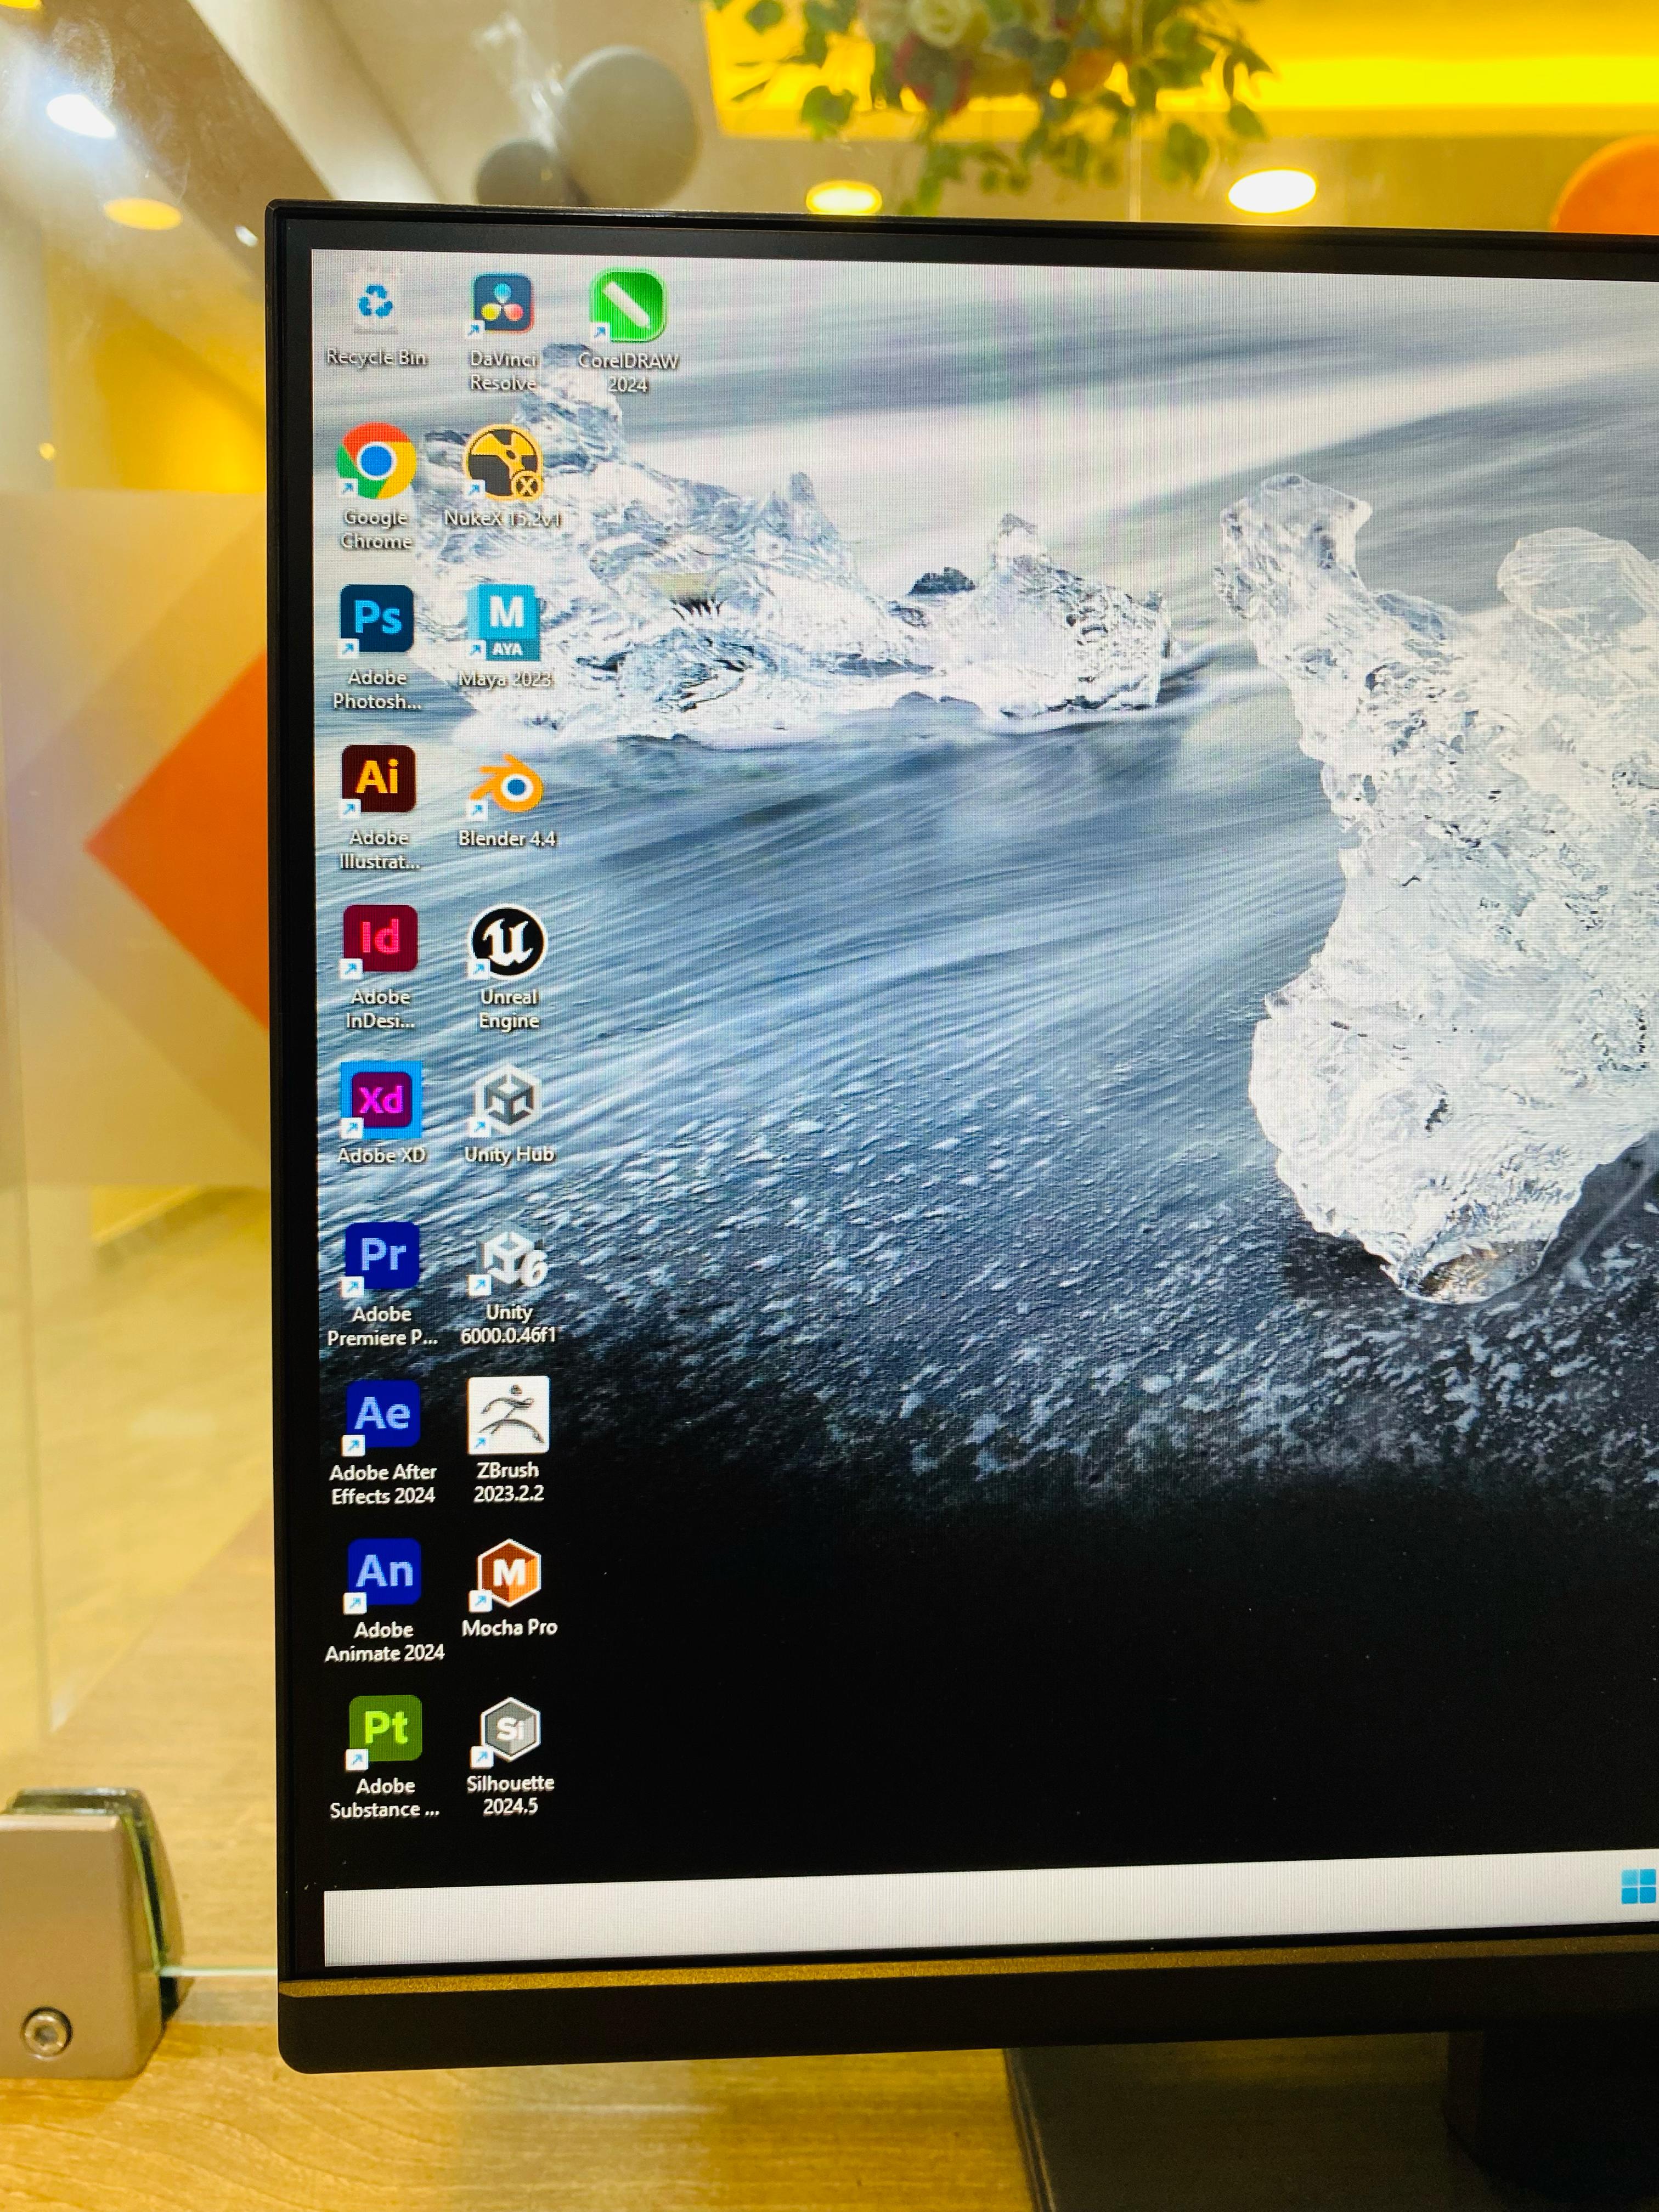 Recycle Bin
DaVinci
Resolve
CorelDRAW
2024
Google
Chrome
NukeX 15.2v1
Ps
Adobe
Photosh...
M
AYA
Maya 2023
Ai
Adobe
Illustrat...
Blender 4.4
Id
Adobe
InDesi...
Unreal
Engine
Xd
Adobe XD
Unity Hub
Pr
Adobe
Premiere P...
6
Unity
6000.0.46f1
Ae
Adobe After
Effects 2024
ZBrush
2023.2.2
An
Adobe
Animate 2024
M
Mocha Pro
Pt
Adobe
Substance ...
Si
Silhouette
2024.5